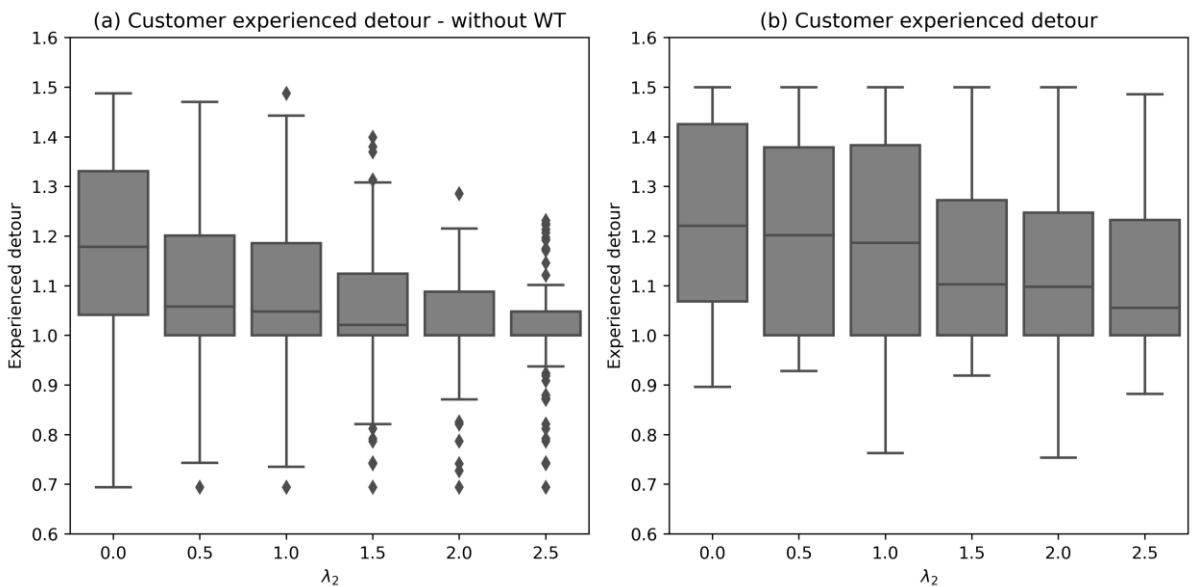 (a) Customer experienced detour - without WT
1.6
1.5
1.4
1.3
1.2
1.1
1.0
0.9
0.8
0.7
0.6
Experienced detour
0.0 0.5 1.0 1.5 2.0 2.5
λ₂
(b) Customer experienced detour
1.6
1.5
1.4
1.3
1.2
1.1
1.0
0.9
0.8
0.7
0.6
Experienced detour
0.0 0.5 1.0 1.5 2.0 2.5
λ₂